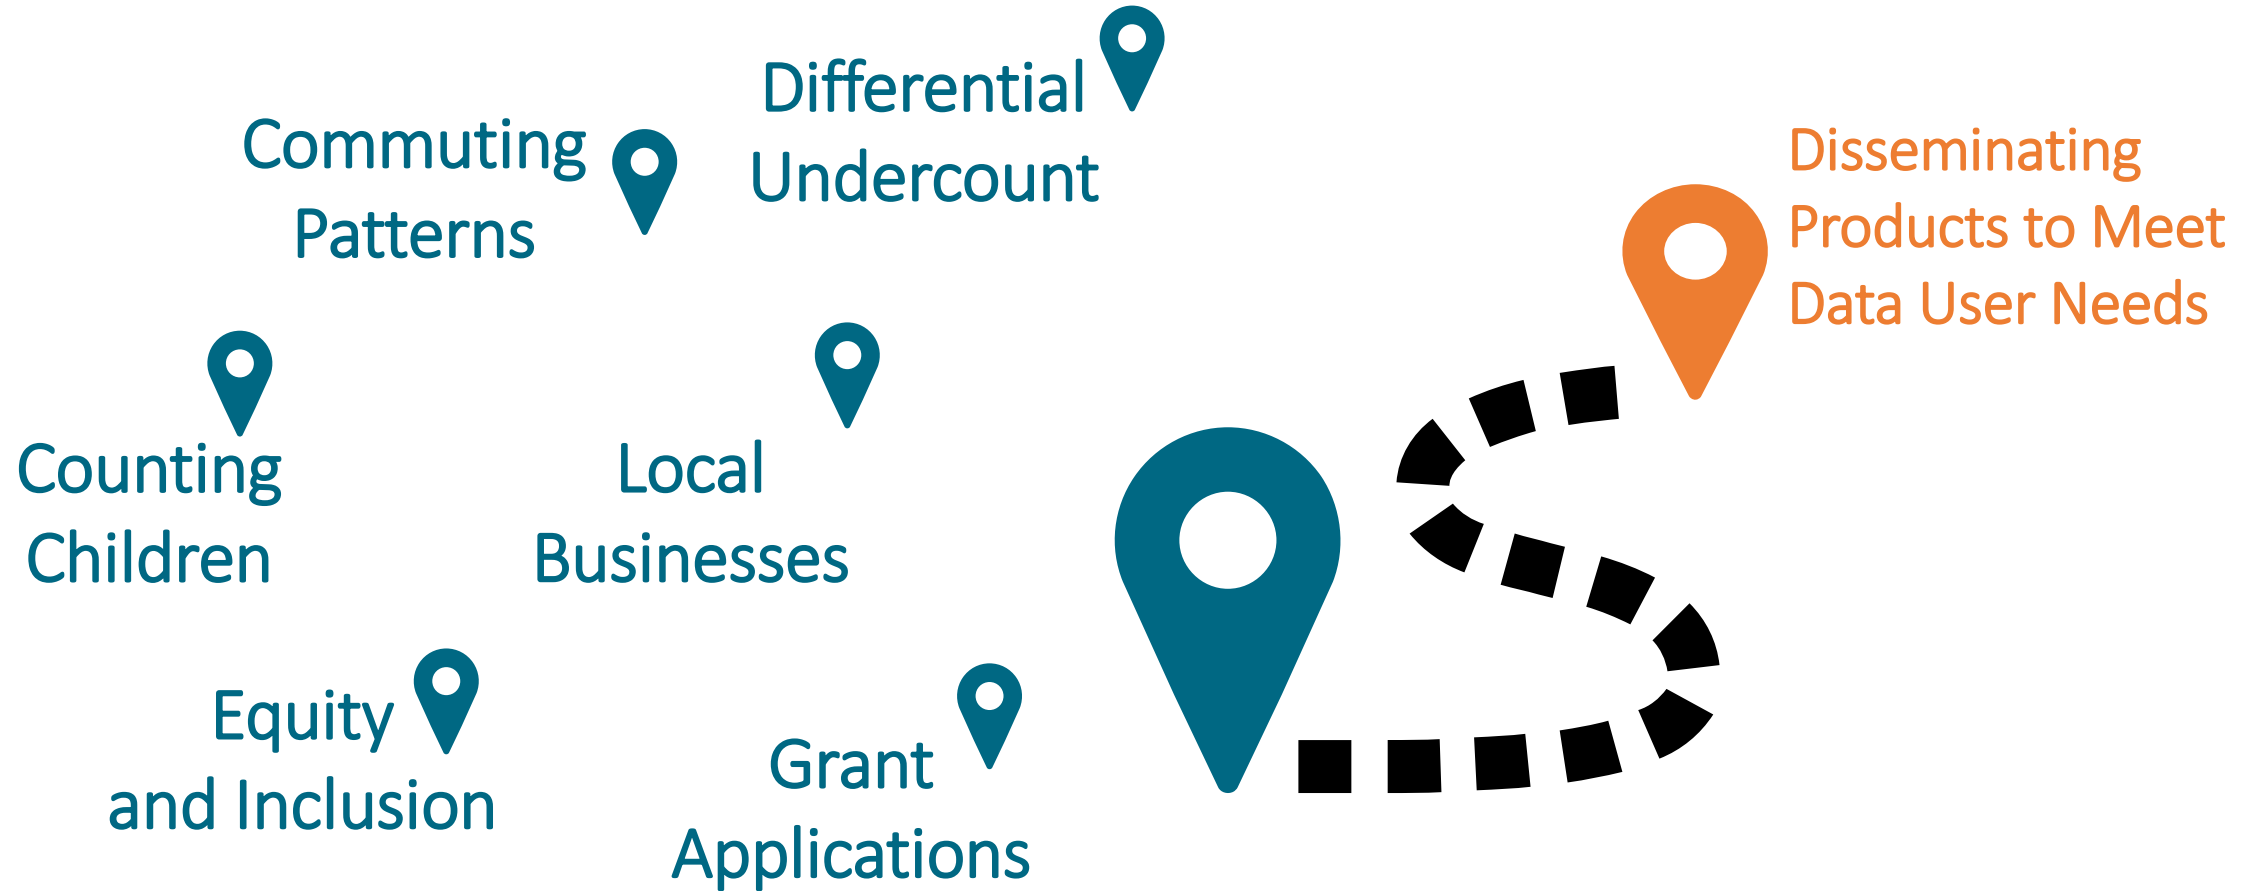 Differential
Undercount
Commuting
Patterns
Disseminating
Products to Meet
Data User Needs
Counting
Children
Local
Businesses
Equity
and Inclusion
Grant
Applications